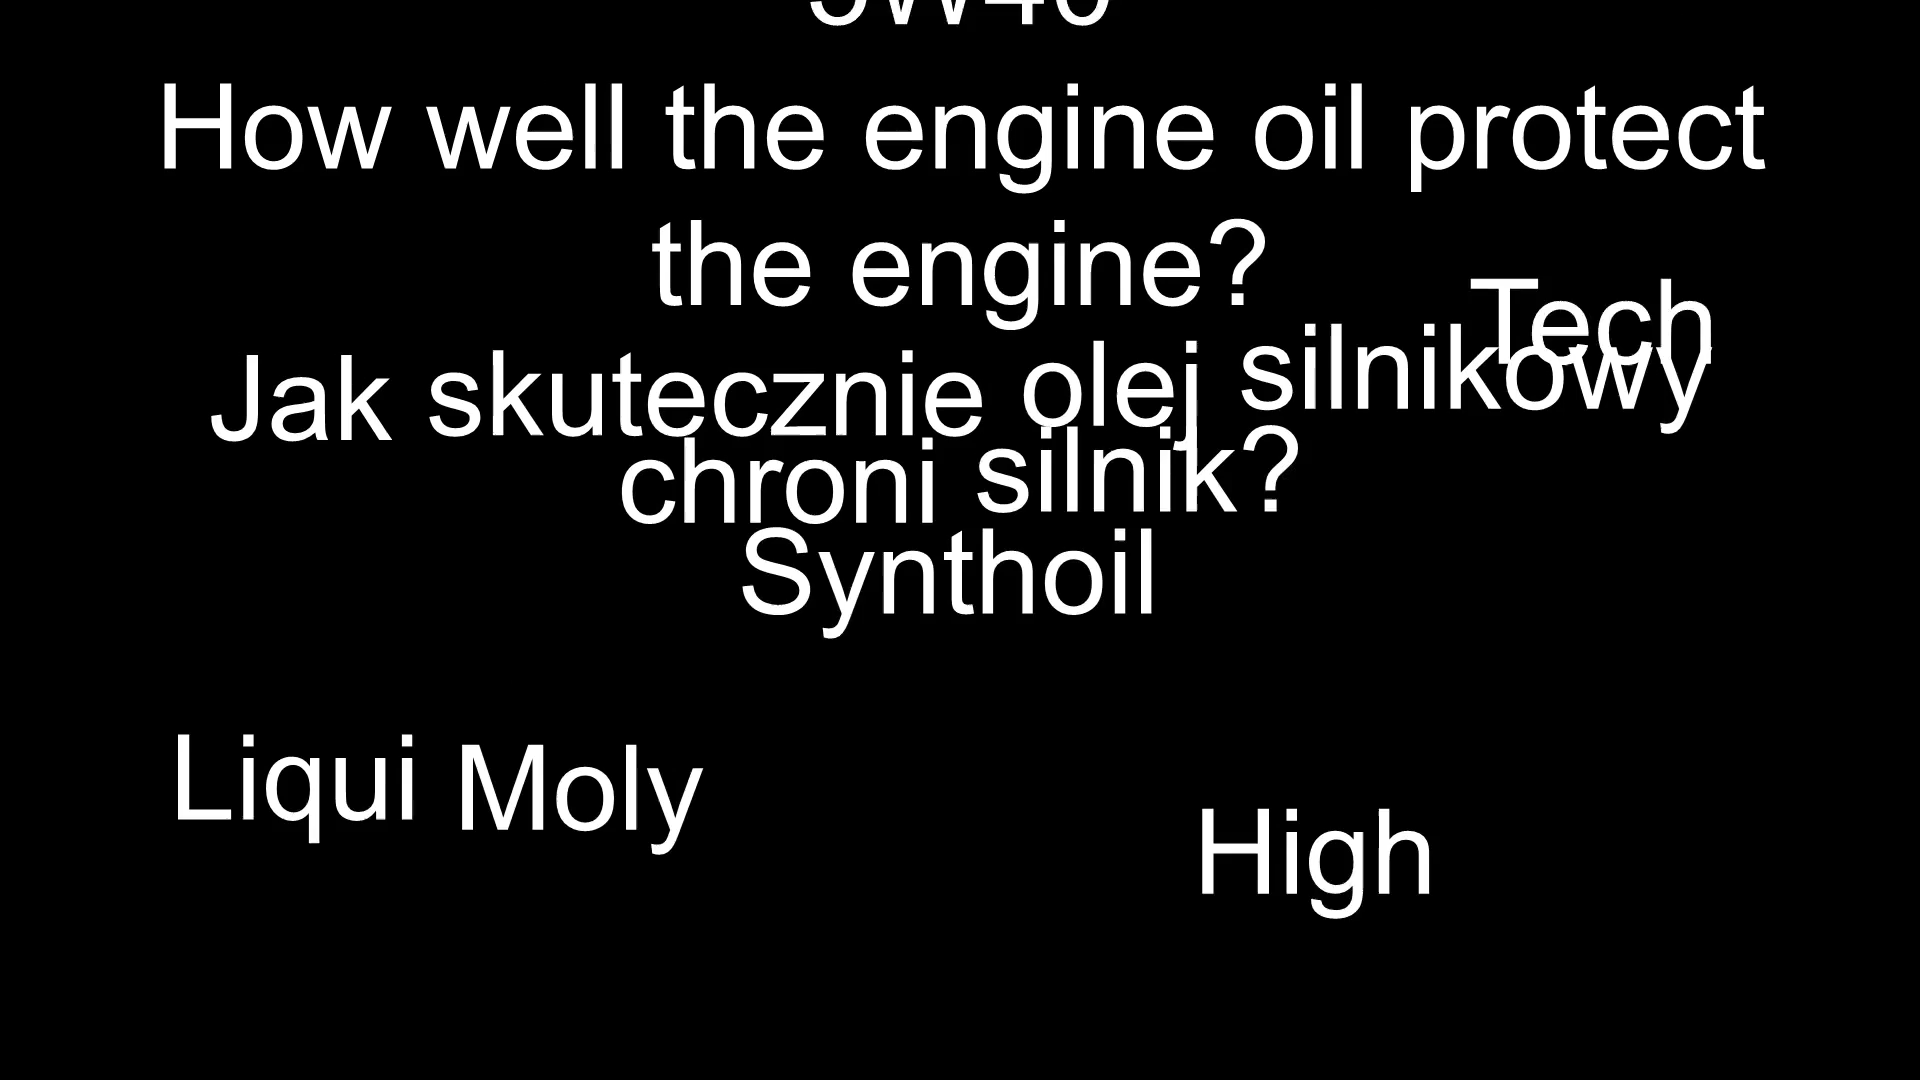 5W40
How well the engine oil protect
the engine?
Tech
Jak skutecznie olej silnikowy
chroni silnik?
Synthoil
Liqui Moly
High